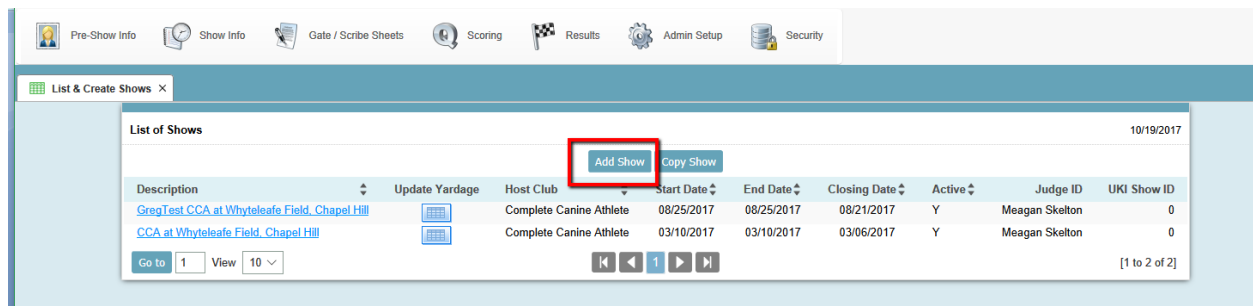 Pre-Show Info Show Info Gate / Scribe Sheets Scoring Results Admin Setup Security
List & Create Shows ×
List of Shows 10/19/2017
Add Show Copy Show
Description Update Yardage Host Club Start Date End Date Closing Date Active Judge ID UKI Show ID
GregTest CCA at Whyteleafe Field, Chapel Hill Complete Canine Athlete 08/25/2017 08/25/2017 08/21/2017 Y Meagan Skelton 0
CCA at Whyteleafe Field, Chapel Hill Complete Canine Athlete 03/10/2017 03/10/2017 03/06/2017 Y Meagan Skelton 0
Go to 1 View 10 1 [1 to 2 of 2]